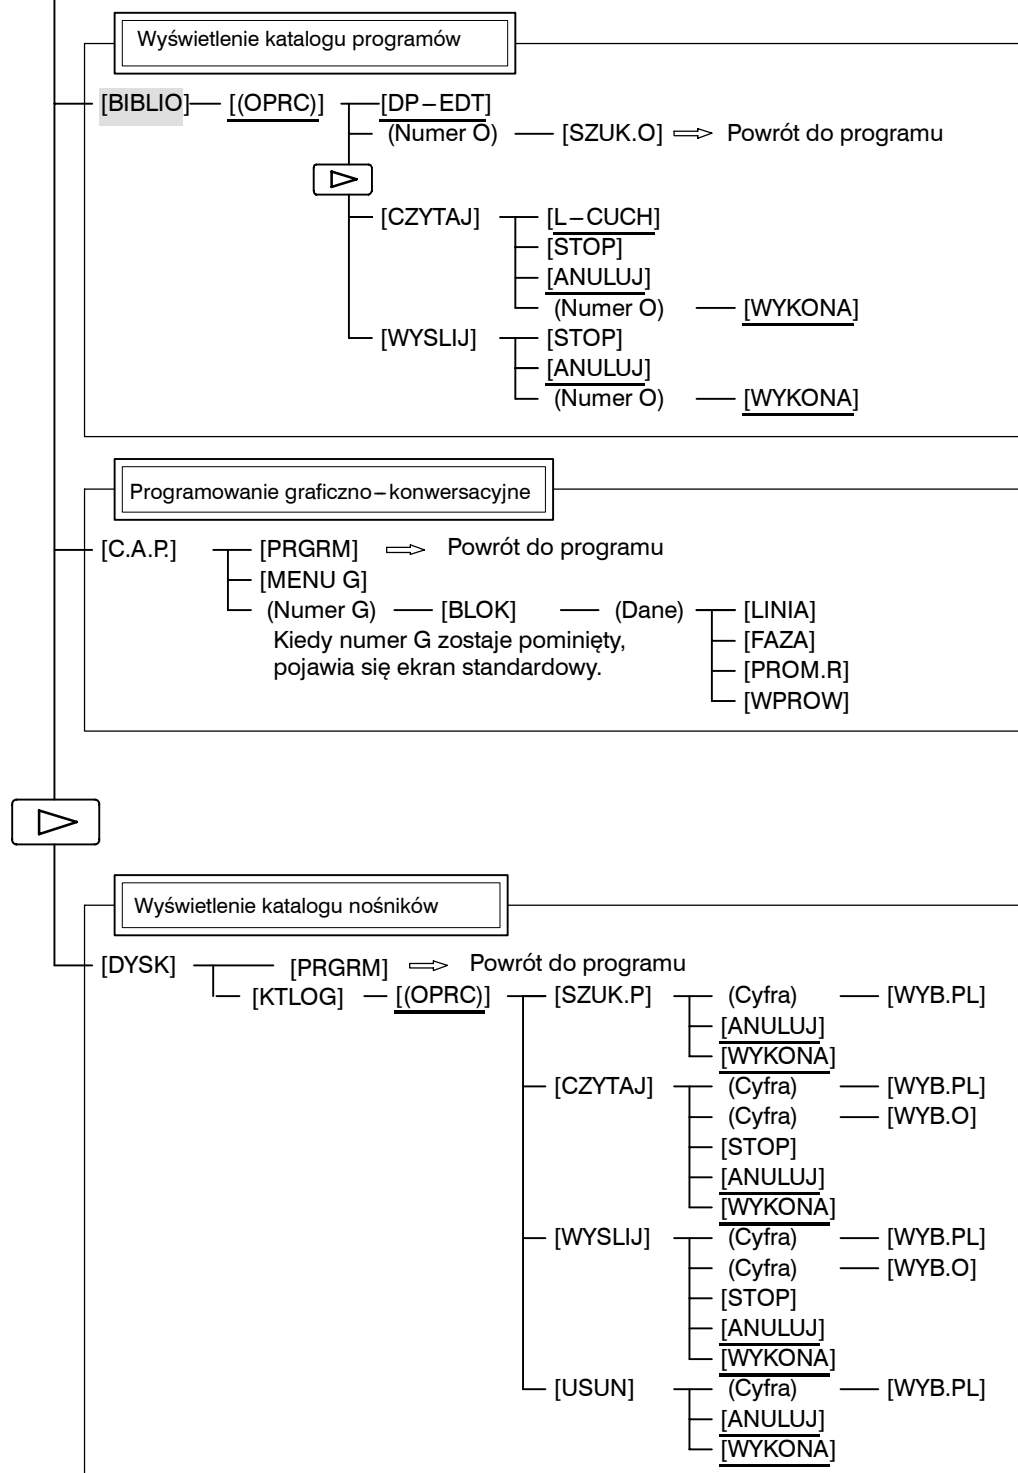 Wyświetlenie katalogu programów
[BIBLIO] [(OPRC)] [DP–EDT]
(Numer O) [SZUK.O] Powrót do programu
[CZYTAJ] [L–CUCH]
[STOP]
[ANULUJ]
(Numer O) [WYKONA]
[WYSLIJ] [STOP]
[ANULUJ]
(Numer O) [WYKONA]
Programowanie graficzno–konwersacyjne
[C.A.P.] [PRGRM] Powrót do programu
[MENU G]
(Numer G) [BLOK] (Dane) [LINIA]
Kiedy numer G zostaje pominięty, [FAZA]
pojawia się ekran standardowy. [PROM.R]
[WPROW]
Wyświetlenie katalogu nośników
[DYSK] [PRGRM] Powrót do programu
[KTLOG] [(OPRC)] [SZUK.P] (Cyfra) [WYB.PL]
[ANULUJ]
[WYKONA]
[CZYTAJ] (Cyfra) [WYB.PL]
(Cyfra) [WYB.O]
[STOP]
[ANULUJ]
[WYKONA]
[WYSLIJ] (Cyfra) [WYB.PL]
(Cyfra) [WYB.O]
[STOP]
[ANULUJ]
[WYKONA]
[USUN] (Cyfra) [WYB.PL]
[ANULUJ]
[WYKONA]